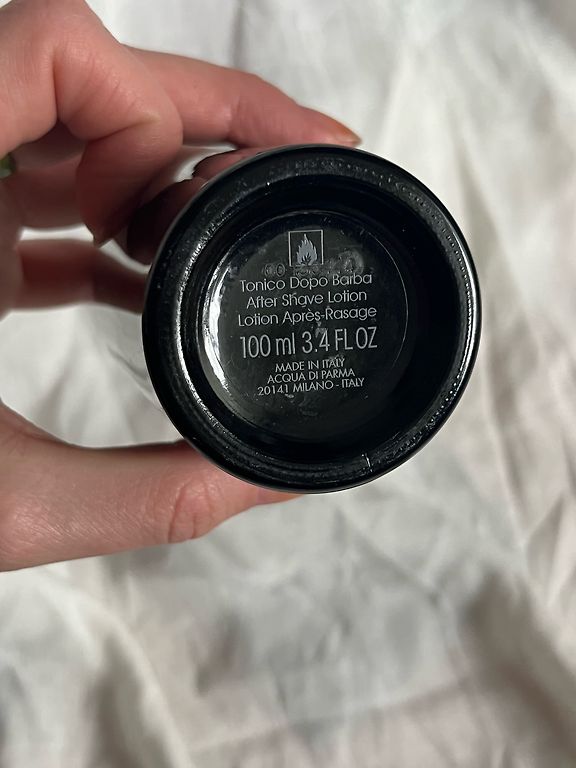 Tonico Dopo Barba
After Shave Lotion
Lotion Après-Rasage
100 ml 3.4 FL OZ
MADE IN ITALY
ACQUA DI PARMA
20141 MILANO - ITALY